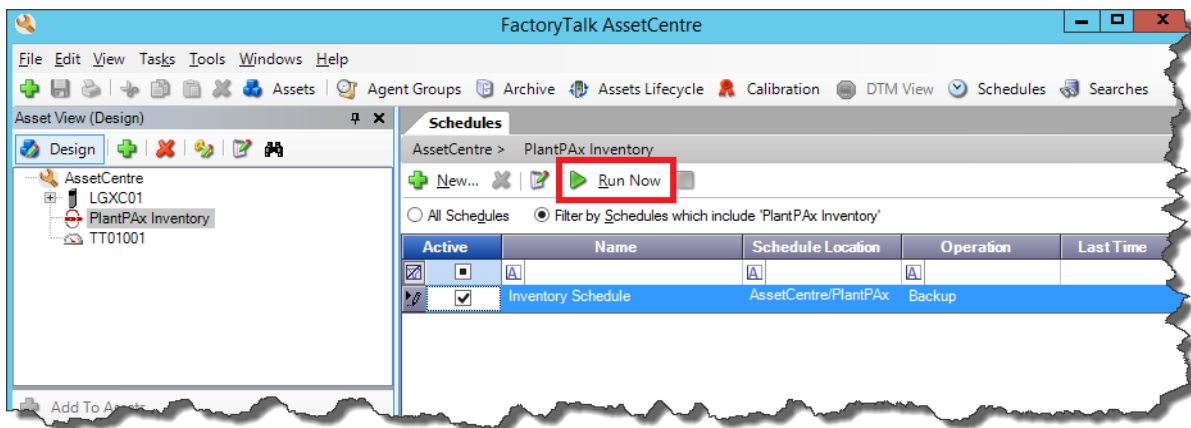 FactoryTalk AssetCentre
File Edit View Tasks Tools Windows Help
Assets Agent Groups Archive Assets Lifecycle Calibration DTM View Schedules Searches
Asset View (Design)
Schedules
Design
AssetCentre > PlantPAx Inventory
New... Run Now
AssetCentre
LGXC01
PlantPAx Inventory
TT01001
All Schedules Filter by Schedules which include 'PlantPAx Inventory'
Active Name Schedule Location Operation Last Time
Inventory Schedule AssetCentre/PlantPAx Backup
Add To Assets